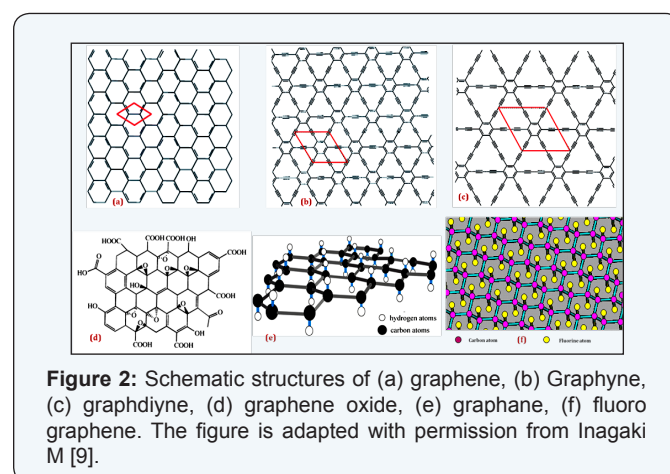 (a)
(b)
(c)
HOOC
COOH
COOH COOH
OH
COOH
O
HO
O
O
O
O
HO
O
COOH
HO
O
O
O
O
COOH
OH
COOH
(d)
hydrogen atoms
carbon atoms
(e)
Carbon atom
(f)
Fluorine atom
Figure 2: Schematic structures of (a) graphene, (b) Graphyne,
(c) graphdiyne, (d) graphene oxide, (e) graphane, (f) fluoro
graphene. The figure is adapted with permission from Inagaki
M [9].